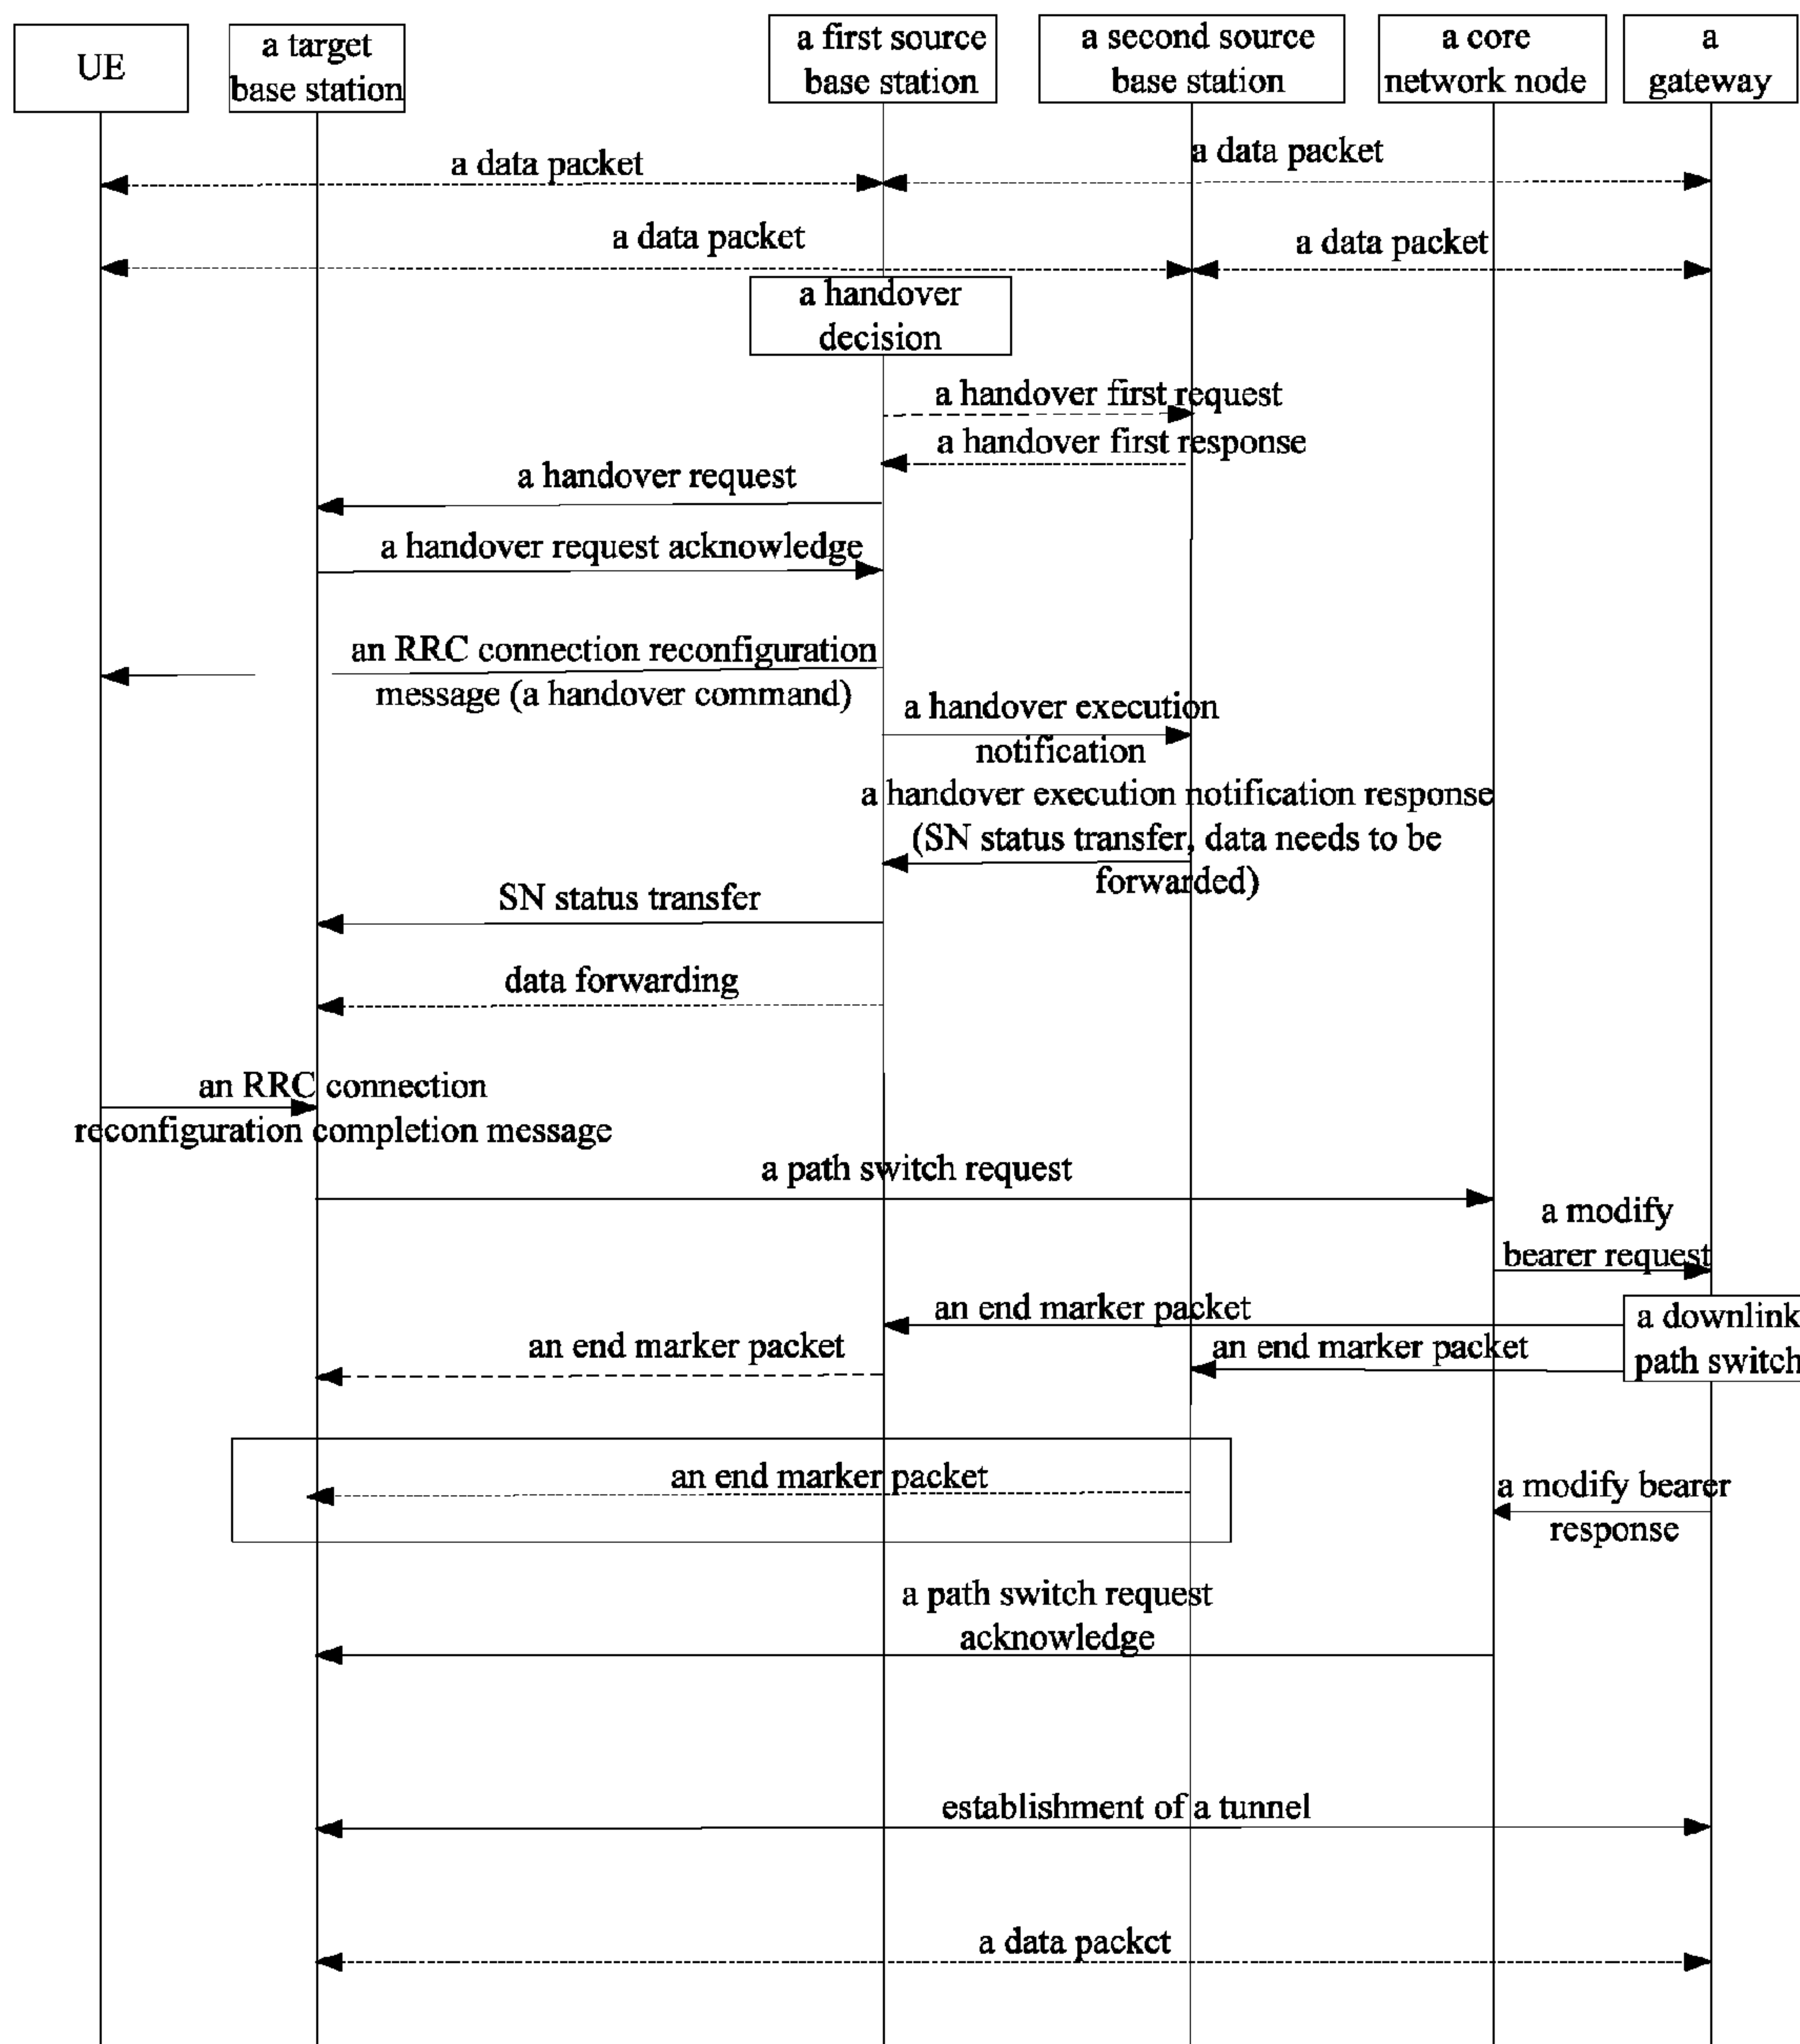 UE
a target
base station
a first source
base station
a second source
base station
a core
network node
a
gateway
a data packet
a data packet
a data packet
a data packet
a handover
decision
a handover first request
a handover first response
a handover request
a handover request acknowledge
an RRC connection reconfiguration
message (a handover command)
a handover execution
notification
a handover execution notification response
(SN status transfer, data needs to be
forwarded)
SN status transfer
data forwarding
an RRC connection
reconfiguration completion message
a path switch request
a modify
bearer request
an end marker packet
a downlink
path switch
an end marker packet
an end marker packet
an end marker packet
a modify bearer
response
a path switch request
acknowledge
establishment of a tunnel
a data packet